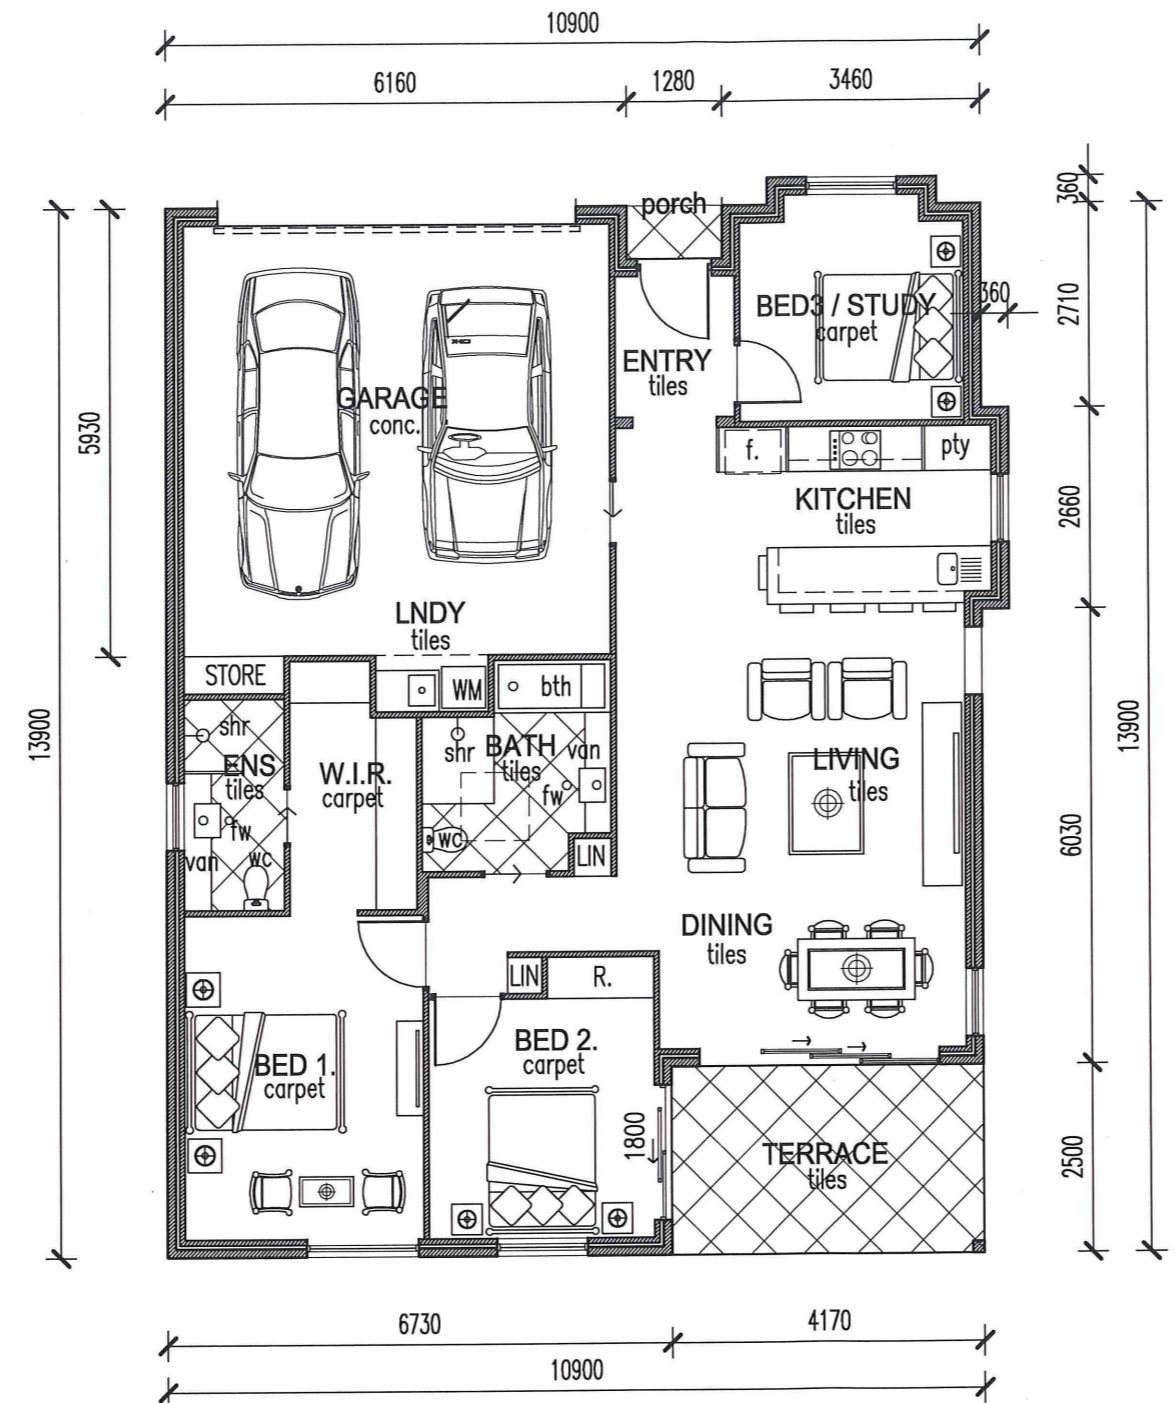 10900
6160
1280
3460
360
13900
5930
2710
2660
6030
2500
13900
360
porch
BED3 / STUDY
carpet
ENTRY
tiles
GARAGE
conc.
f.
pty
KITCHEN
tiles
LNDY
tiles
STORE
WM
bth
shr
ENS
tiles
fw
van
wc
W.I.R.
carpet
shr
BATH
tiles
van
fw
wc
LIN
LIVING
tiles
DINING
tiles
LIN
R.
BED 1.
carpet
BED 2.
carpet
1800
TERRACE
tiles
6730
4170
10900